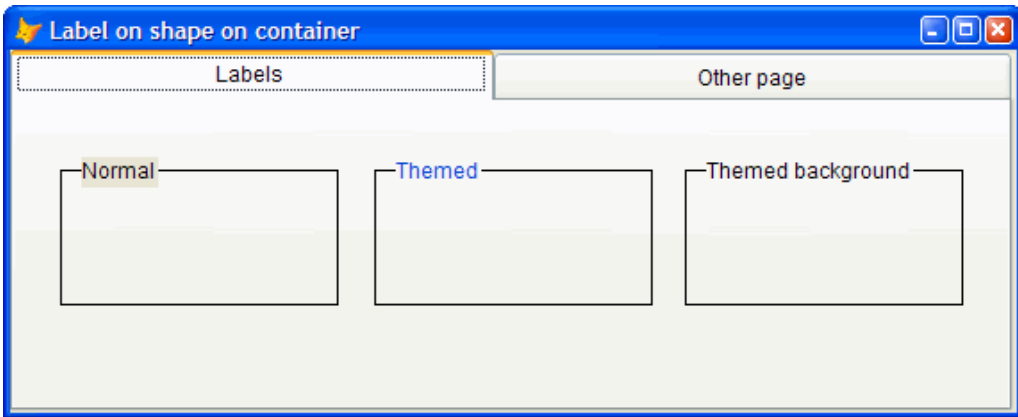 Label on shape on container
Labels
Other page
Normal
Themed
Themed background